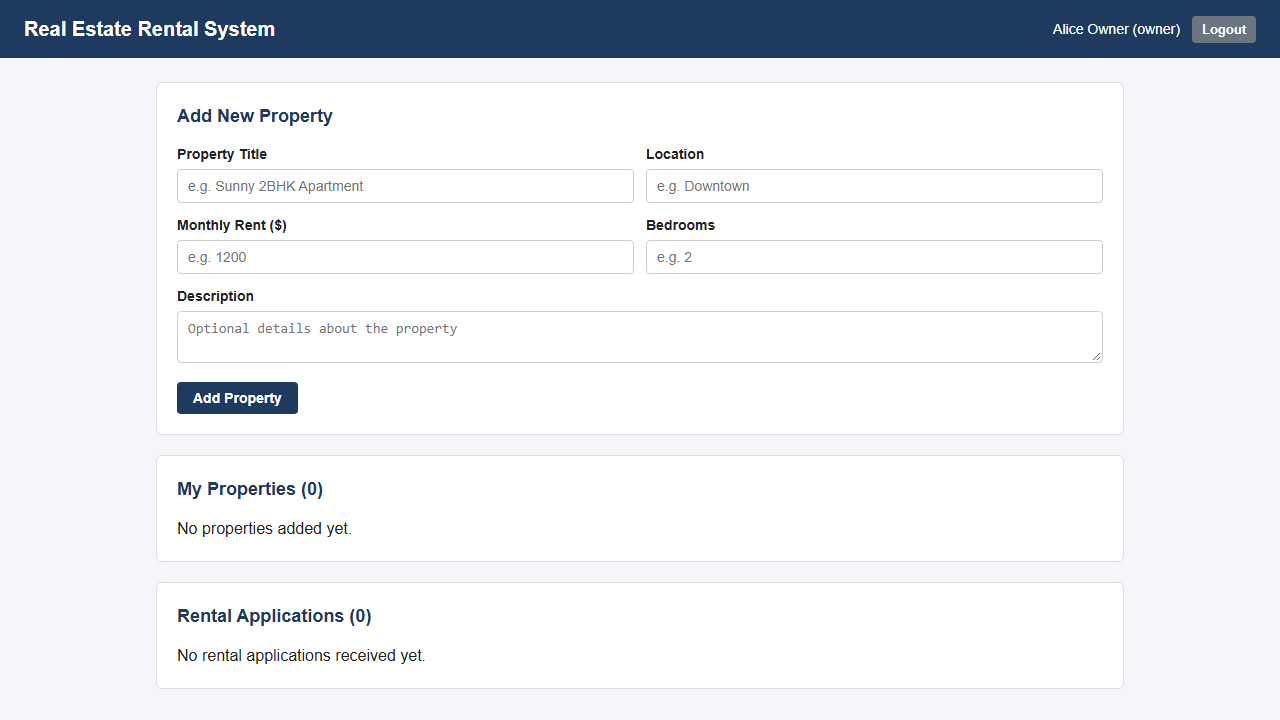 Real Estate Rental System
Alice Owner (owner) Logout
Add New Property
Property Title Location
e.g. Sunny 2BHK Apartment e.g. Downtown
Monthly Rent ($) Bedrooms
e.g. 1200 e.g. 2
Description
Optional details about the property
Add Property
My Properties (0)
No properties added yet.
Rental Applications (0)
No rental applications received yet.